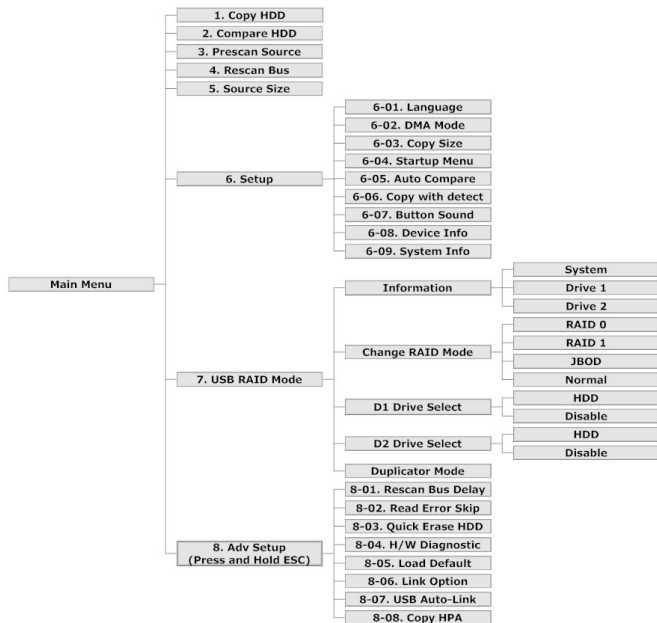 Main Menu
1. Copy HDD
2. Compare HDD
3. Prescan Source
4. Rescan Bus
5. Source Size
6. Setup
6-01. Language
6-02. DMA Mode
6-03. Copy Size
6-04. Startup Menu
6-05. Auto Compare
6-06. Copy with detect
6-07. Button Sound
6-08. Device Info
6-09. System Info
7. USB RAID Mode
Information
System
Drive 1
Drive 2
Change RAID Mode
RAID 0
RAID 1
JBOD
Normal
D1 Drive Select
HDD
Disable
D2 Drive Select
HDD
Disable
Duplicator Mode
8. Adv Setup
(Press and Hold ESC)
8-01. Rescan Bus Delay
8-02. Read Error Skip
8-03. Quick Erase HDD
8-04. H/W Diagnostic
8-05. Load Default
8-06. Link Option
8-07. USB Auto-Link
8-08. Copy HPA